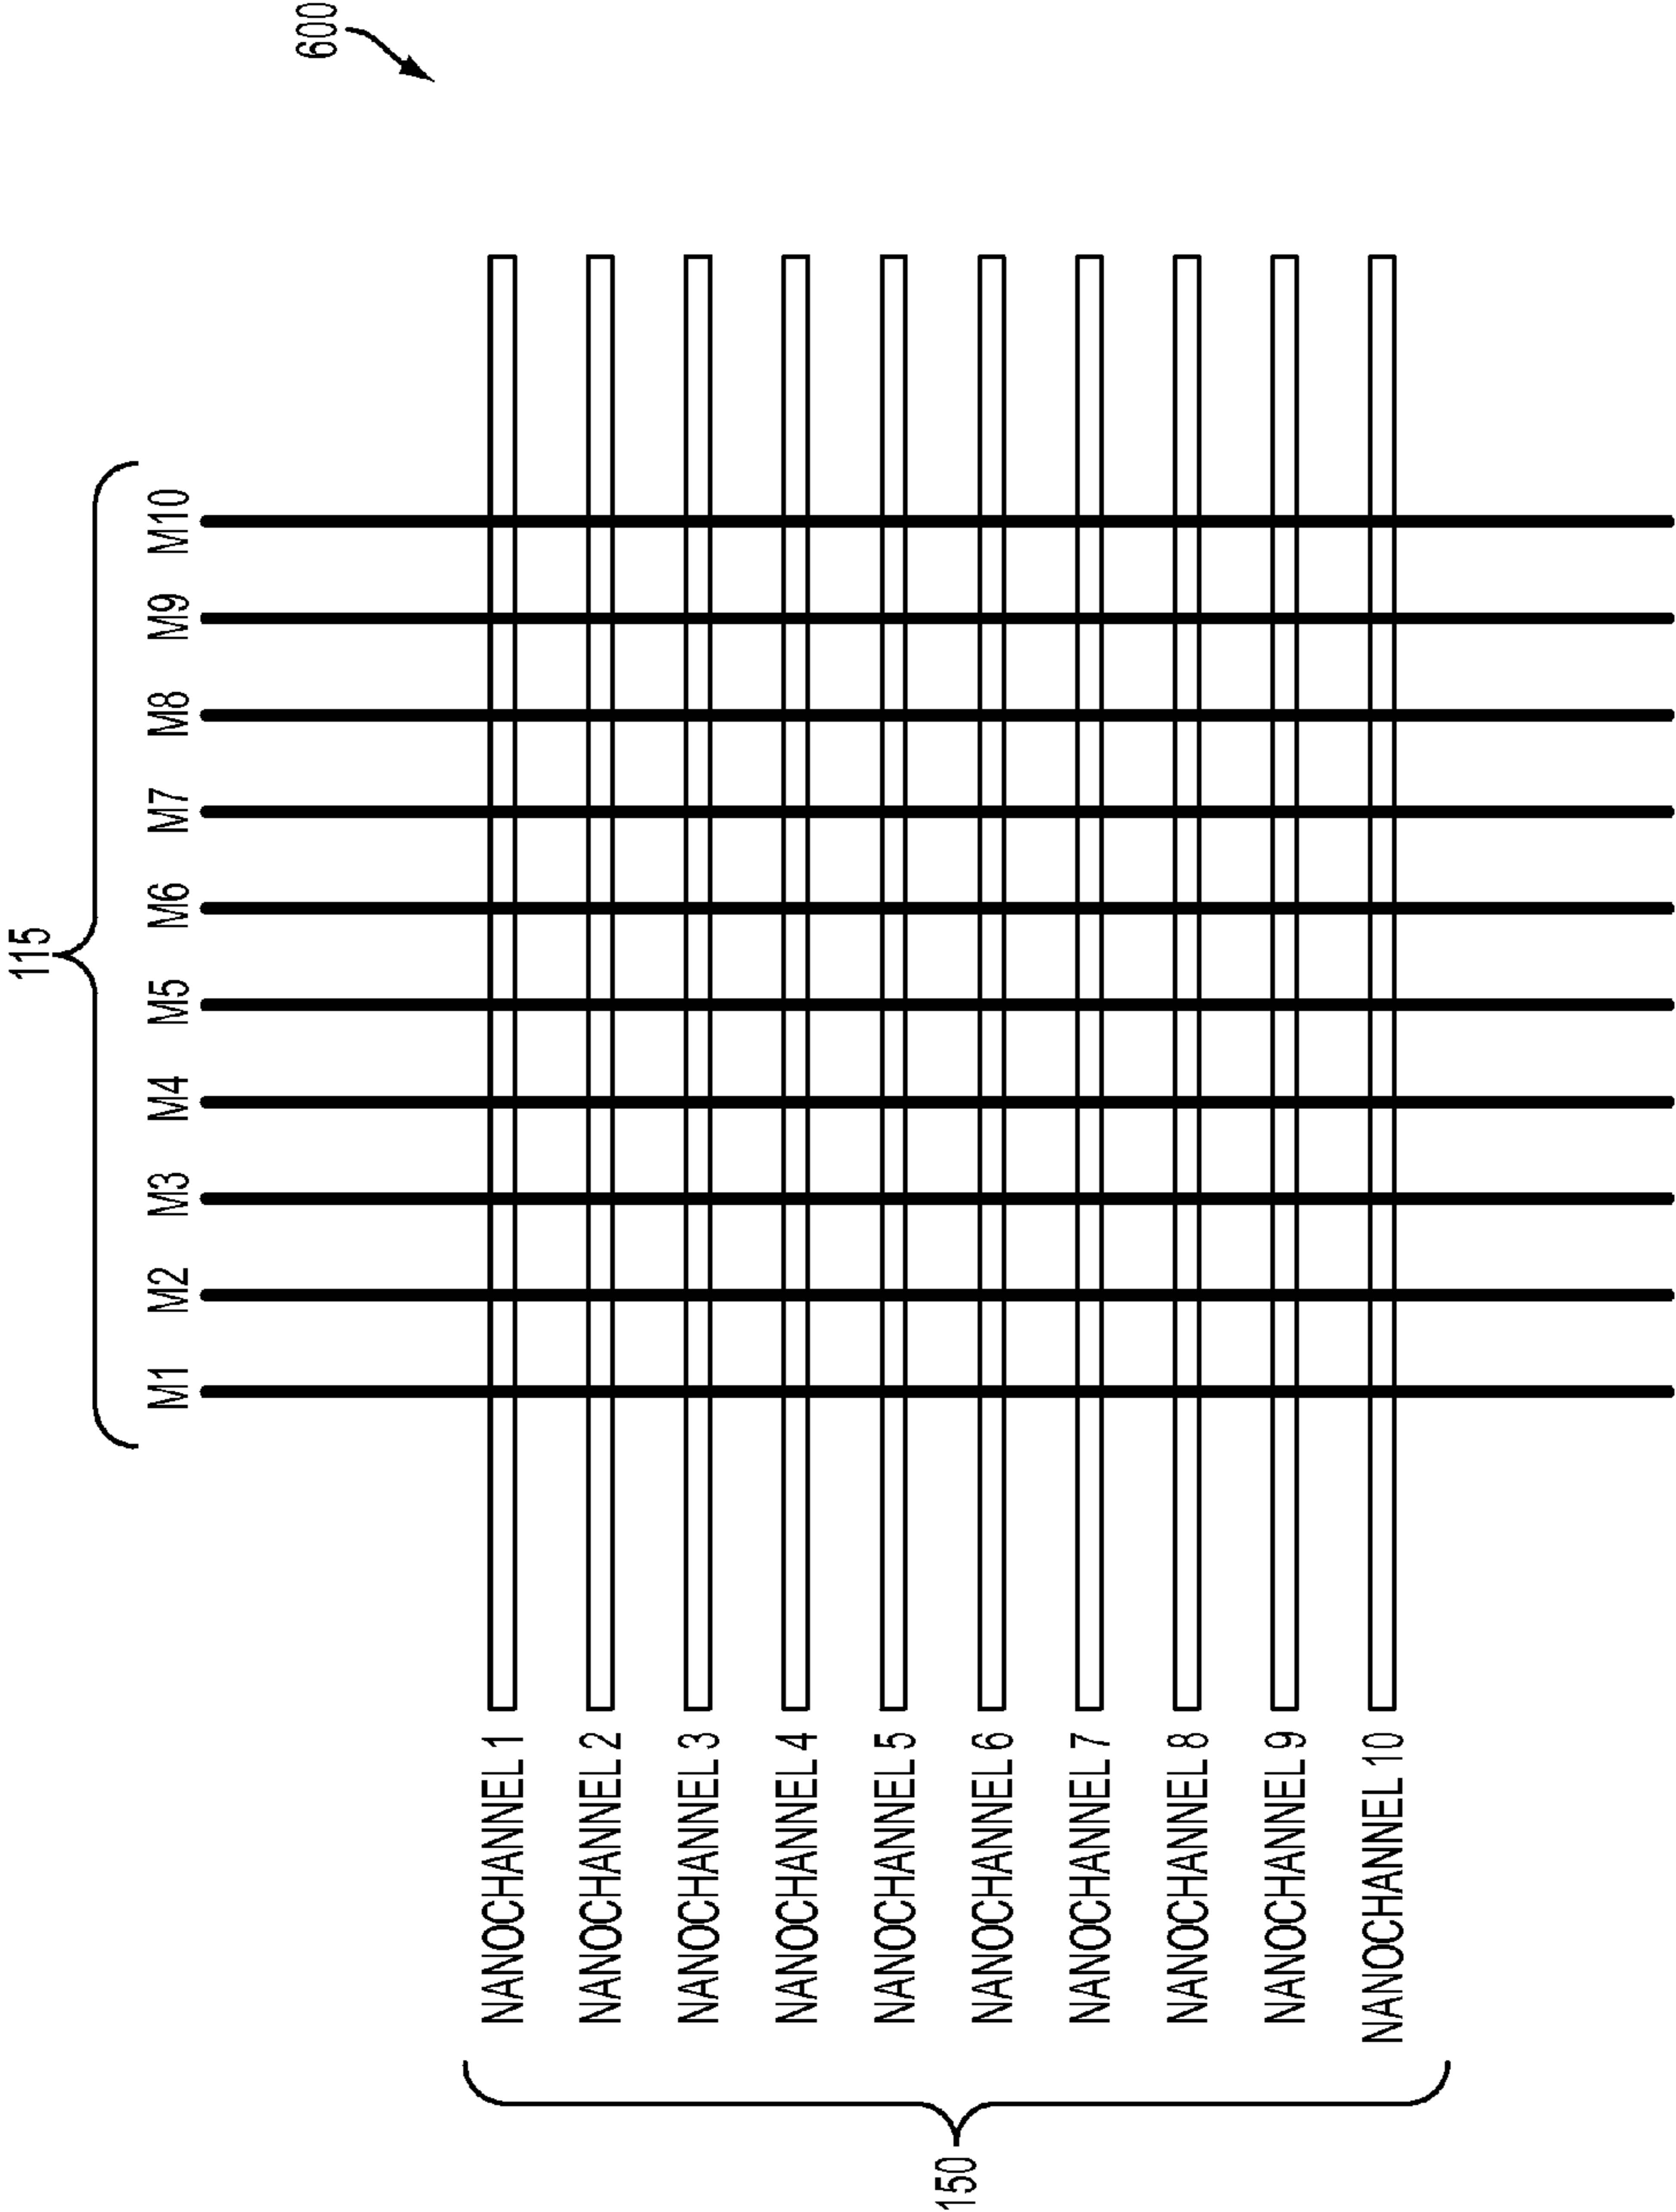 600
115
M1
M2
M3
M4
M5
M6
M7
M8
M9
M10
150
NANOCHANNEL 1
NANOCHANNEL 2
NANOCHANNEL 3
NANOCHANNEL 4
NANOCHANNEL 5
NANOCHANNEL 6
NANOCHANNEL 7
NANOCHANNEL 8
NANOCHANNEL 9
NANOCHANNEL 10